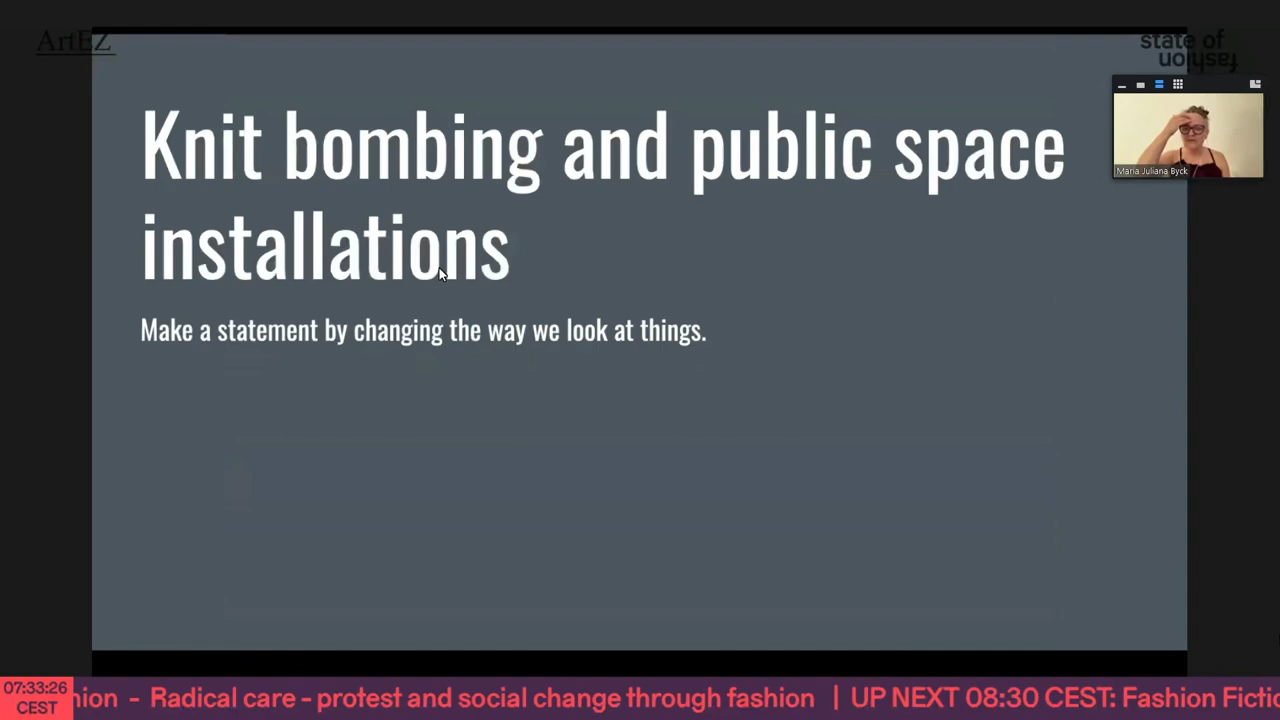 ArtEZ
state of
fashion
Knit bombing and public space
installations
Make a statement by changing the way we look at things.
Maria Juliana Byck
07:33:26
CEST
hion - Radical care - protest and social change through fashion | UP NEXT 08:30 CEST: Fashion Fictio